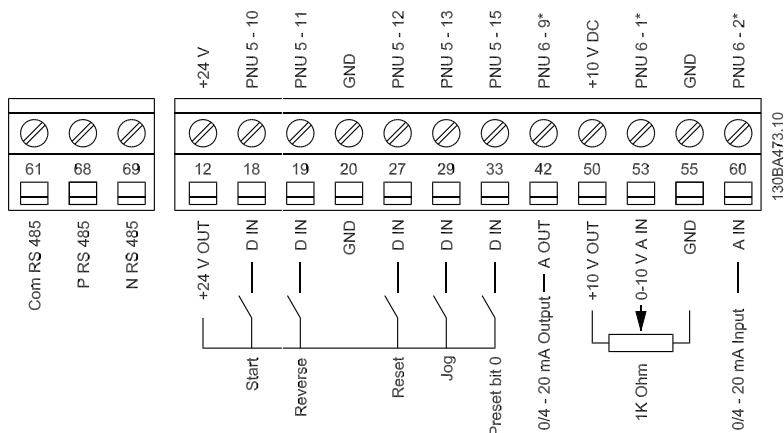 +24 V
PNU 5 - 10
PNU 5 - 11
GND
PNU 5 - 12
PNU 5 - 13
PNU 5 - 15
PNU 6 - 9*
+10 V DC
PNU 6 - 1*
GND
PNU 6 - 2*
61 68 69 12 18 19 20 27 29 33 42 50 53 55 60
Com RS 485
P RS 485
N RS 485
+24 V OUT
D IN
D IN
GND
D IN
D IN
D IN
0/4 - 20 mA Output — A OUT
+10 V OUT
0-10 V A IN
GND
0/4 - 20 mA Input — A IN
Start
Reverse
Reset
Jog
Preset bit 0
1K Ohm
130BA473.10